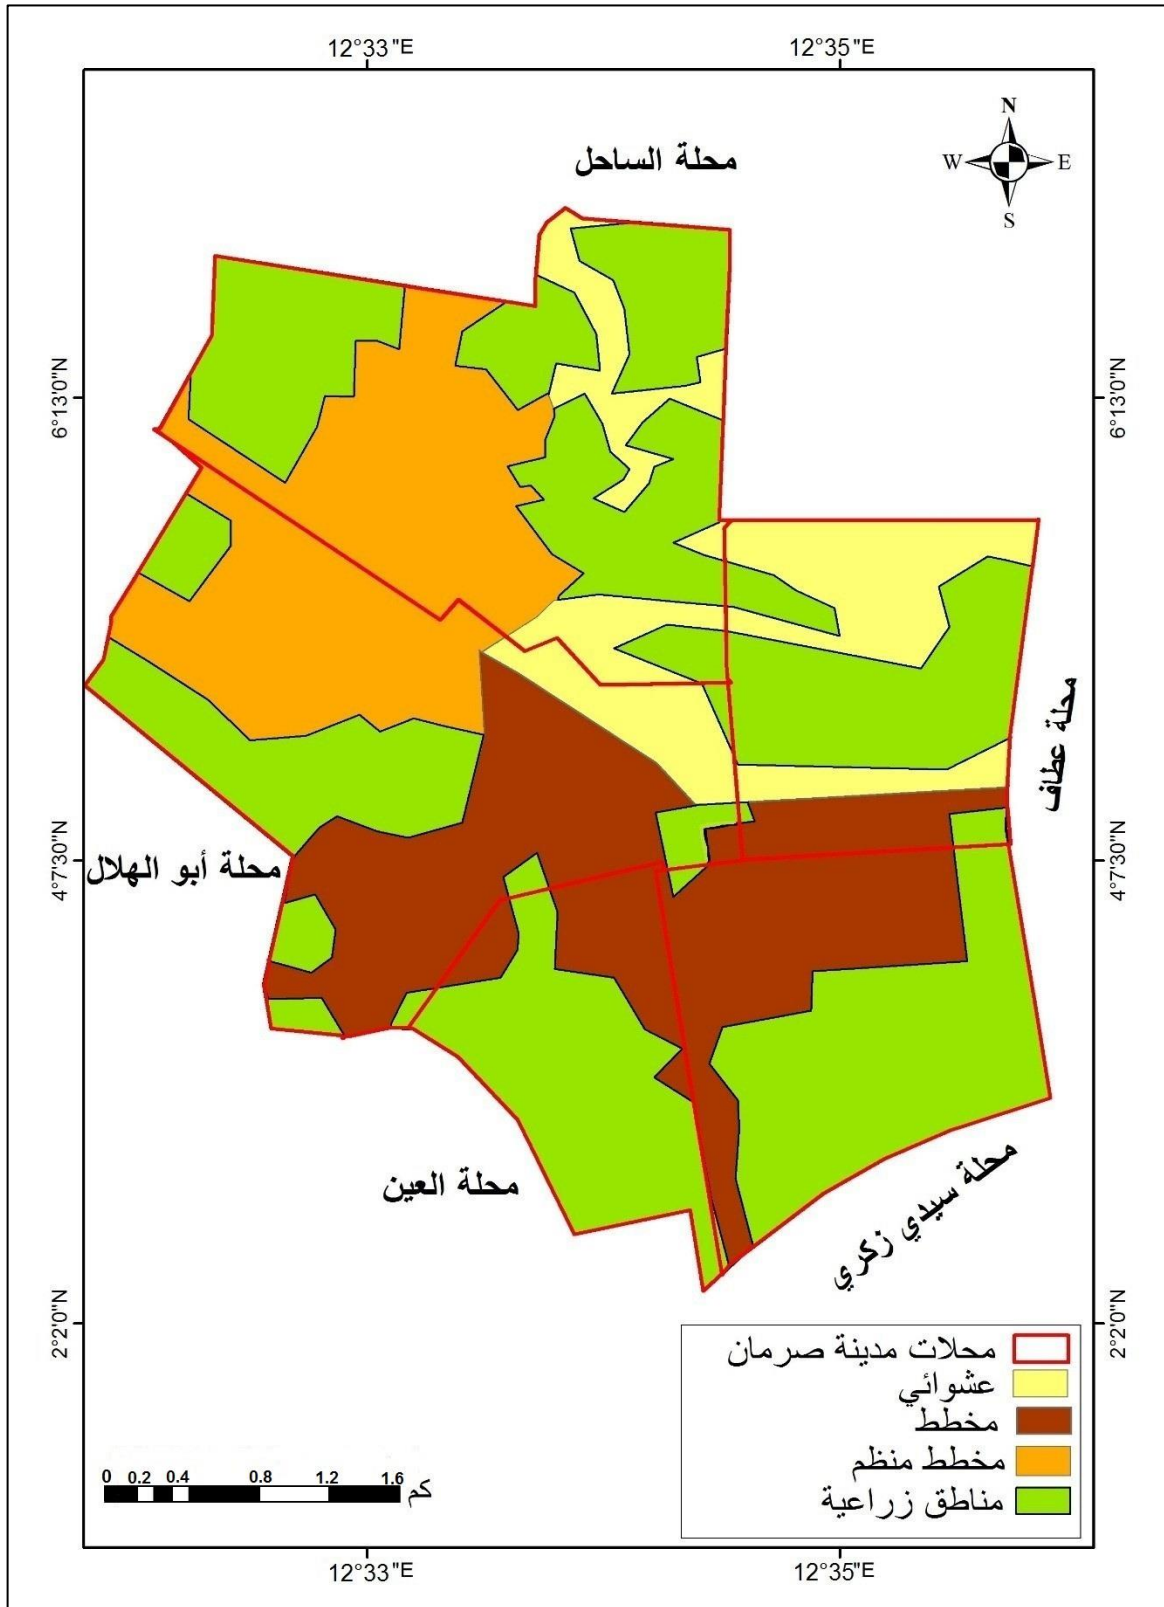 12°33'"E 12°35'"E
محلة الساحل
N
W E
S
6°13'0"N 6°13'0"N
محلة عطاف
4°7'30"N 4°7'30"N
محلة أبو الهلال
محلة العين
محلة سيدي زكري
2°2'0"N 2°2'0"N
محلات مدينة صرمان
عشوائي
مخطط
مخطط منظم
مناطق زراعية
0 0.2 0.4 0.8 1.2 1.6
كم
12°33'"E 12°35'"E